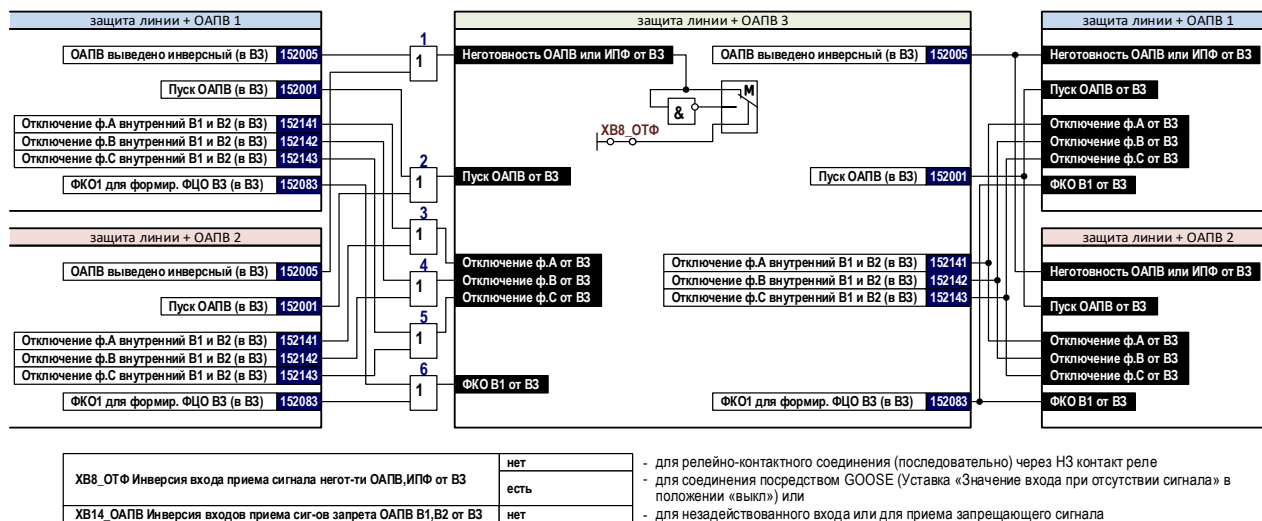 защита линии + ОАПВ 1
ОАПВ выведено инверсный (в В3) 152005
Пуск ОАПВ (в В3) 152001
Отключение ф.А внутренний В1 и В2 (в В3) 152141
Отключение ф.В внутренний В1 и В2 (в В3) 152142
Отключение ф.С внутренний В1 и В2 (в В3) 152143
ФКО1 для формир. ФЦО В3 (в В3) 152083
защита линии + ОАПВ 2
ОАПВ выведено инверсный (в В3) 152005
Пуск ОАПВ (в В3) 152001
Отключение ф.А внутренний В1 и В2 (в В3) 152141
Отключение ф.В внутренний В1 и В2 (в В3) 152142
Отключение ф.С внутренний В1 и В2 (в В3) 152143
ФКО1 для формир. ФЦО В3 (в В3) 152083
1
1
2
1
3
1
4
1
5
1
6
1
защита линии + ОАПВ 3
Неготовность ОАПВ или ИПФ от В3
&
М
ХВ8_ОТФ
Пуск ОАПВ от В3
Отключение ф.А от В3
Отключение ф.В от В3
Отключение ф.С от В3
ФКО В1 от В3
ОАПВ выведено инверсный (в В3) 152005
Пуск ОАПВ (в В3) 152001
Отключение ф.А внутренний В1 и В2 (в В3) 152141
Отключение ф.В внутренний В1 и В2 (в В3) 152142
Отключение ф.С внутренний В1 и В2 (в В3) 152143
ФКО1 для формир. ФЦО В3 (в В3) 152083
защита линии + ОАПВ 1
Неготовность ОАПВ или ИПФ от В3
Пуск ОАПВ от В3
Отключение ф.А от В3
Отключение ф.В от В3
Отключение ф.С от В3
ФКО В1 от В3
защита линии + ОАПВ 2
Неготовность ОАПВ или ИПФ от В3
Пуск ОАПВ от В3
Отключение ф.А от В3
Отключение ф.В от В3
Отключение ф.С от В3
ФКО В1 от В3
ХВ8_ОТФ Инверсия входа приема сигнала негот-ти ОАПВ,ИПФ от В3
нет
- для релейно-контактного соединения (последовательно) через НЗ контакт реле
есть
- для соединения посредством GOOSE (Уставка «Значение входа при отсутствии сигнала» в
положении «выкл») или
ХВ14_ОАПВ Инверсия входов приема сиг-ов запрета ОАПВ В1,В2 от В3
нет
- для незадействованного входа или для приема запрещающего сигнала